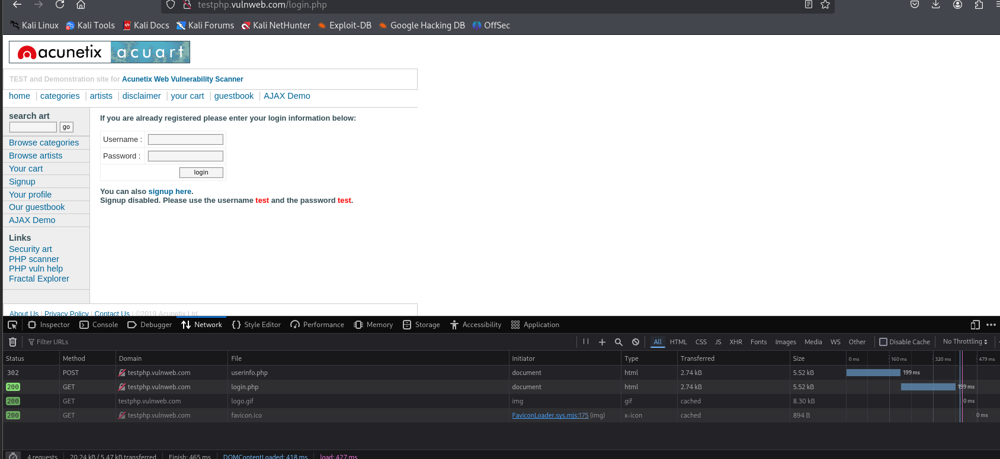 testphp.vulnweb.com/login.php
Kali Linux Kali Tools Kali Docs Kali Forums Kali NetHunter Exploit-DB Google Hacking DB OffSec
acunetix acuart
TEST and Demonstration site for Acunetix Web Vulnerability Scanner
home | categories | artists | disclaimer | your cart | guestbook | AJAX Demo
search art
go
Browse categories
Browse artists
Your cart
Signup
Your profile
Our guestbook
AJAX Demo
Links
Security art
PHP scanner
PHP vuln help
Fractal Explorer
If you are already registered please enter your login information below:
Username :
Password :
login
You can also signup here.
Signup disabled. Please use the username test and the password test.
About Us | Privacy Policy | Contact Us | ©2019 Acunetix Ltd
Inspector Console Debugger Network Style Editor Performance Memory Storage Accessibility Application
Filter URLs All HTML CSS JS XHR Fonts Images Media WS Other Disable Cache No Throttling
Status Method Domain File Initiator Type Transferred Size 0 ms 160 ms 320 ms 479 ms
302 POST testphp.vulnweb.com userinfo.php document html 2.74 kB 5.52 kB 199 ms
200 GET testphp.vulnweb.com login.php document html 2.74 kB 5.52 kB 199 ms
200 GET testphp.vulnweb.com logo.gif img gif cached 8.30 kB 0 ms
200 GET testphp.vulnweb.com favicon.ico FaviconLoader.sys.mjs:175 (img) x-icon cached 894 B 0 ms
4 requests 20.24 kB / 5.47 kB transferred Finish: 465 ms DOMContentLoaded: 418 ms load: 427 ms